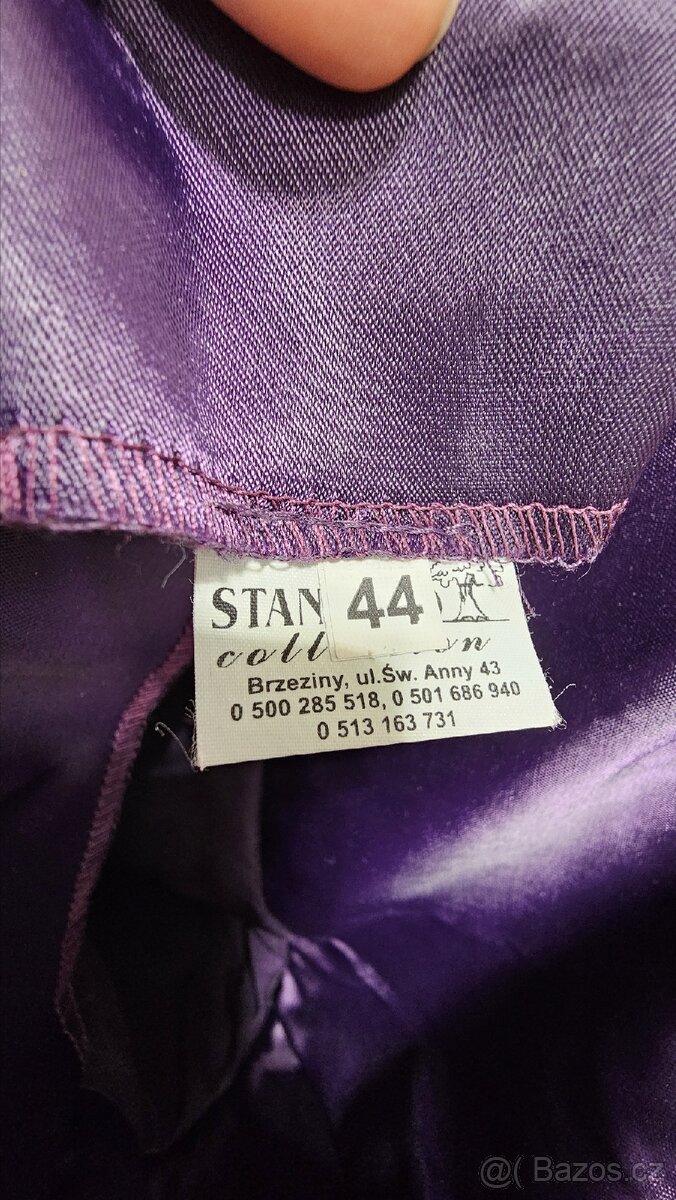 STAN 44
coll on
Brzeziny, ul.Św. Anny 43
0 500 285 518, 0 501 686 940
0 513 163 731
@( Bazos.cz